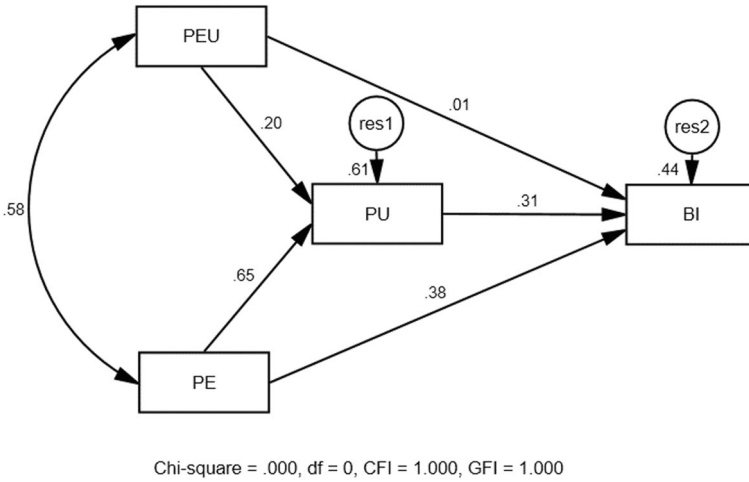 PEU
.01
.20
res1
res2
.61
.44
.58
PU
.31
BI
.65
.38
PE
Chi-square = .000, df = 0, CFI = 1.000, GFI = 1.000